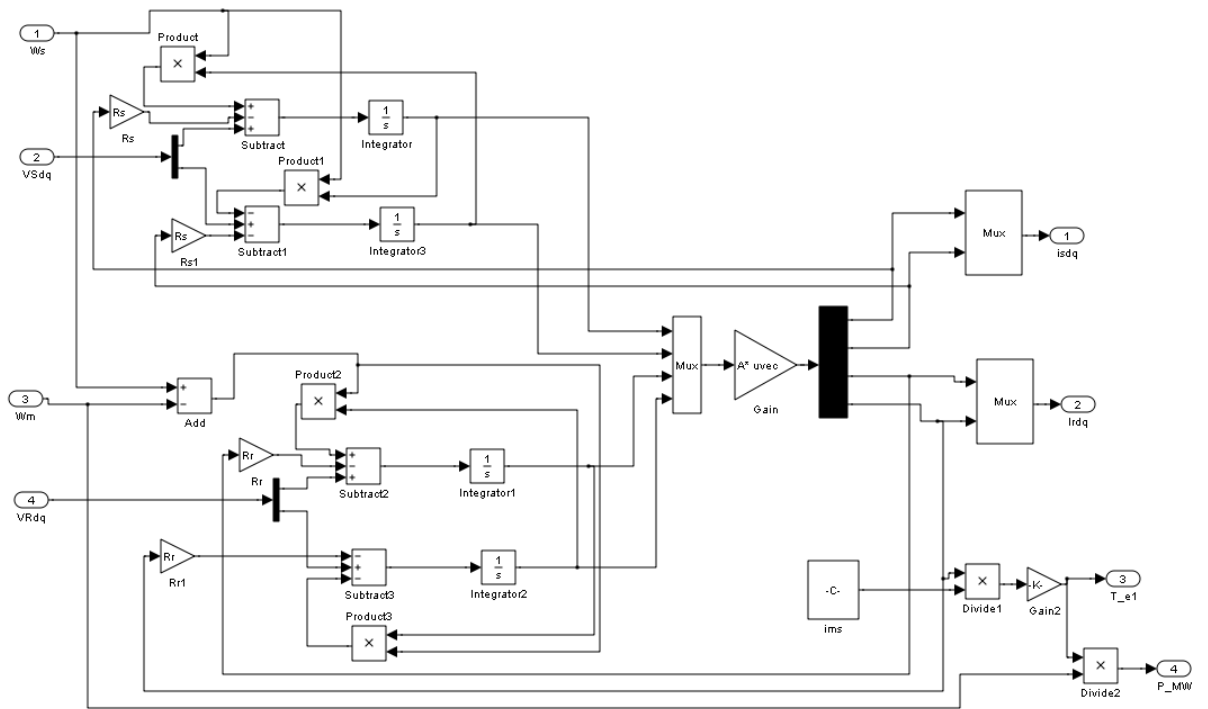 1
Ws
Product
×
Rs
Rs
+
−
+
Subtract
1
s
Integrator
2
VSdq
Product1
×
Rs
Rs1
−
+
−
Subtract1
1
s
Integrator3
Mux
1
isdq
3
Wm
+
−
Add
Product2
×
Mux
A* uvec
Gain
Mux
2
Irdq
Rr
Rr
+
−
+
Subtract2
1
s
Integrator1
4
VRdq
Rr
Rr1
−
+
−
Subtract3
1
s
Integrator2
Product3
×
-C-
ims
×
Divide1
-K-
Gain2
3
T_e1
×
Divide2
4
P_MW